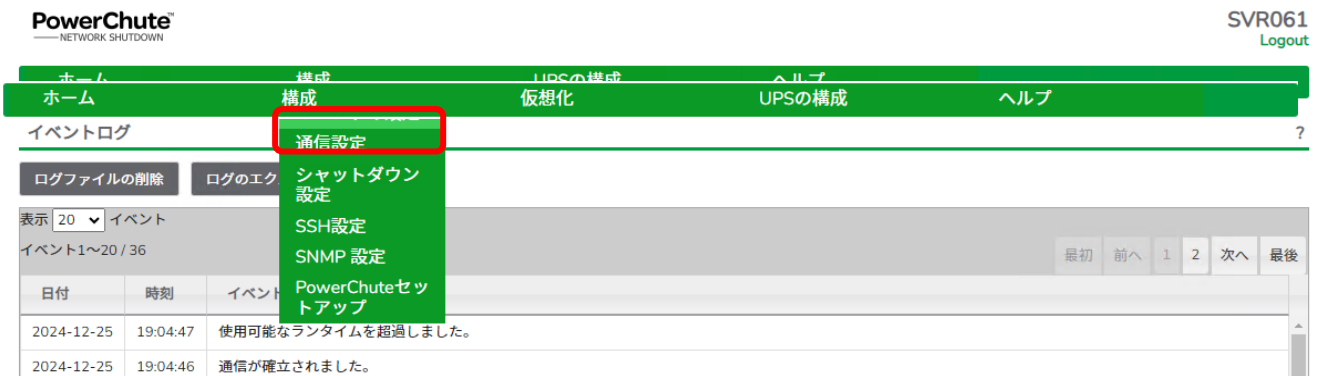 PowerChute™
NETWORK SHUTDOWN
SVR061
Logout
ホーム 構成 UPSの構成 ヘルプ
ホーム 構成 仮想化 UPSの構成 ヘルプ
イベントログ ?
通信設定
ログファイルの削除 ログのエク
シャットダウン
設定
表示 20 イベント
SSH設定
イベント1～20 / 36
SNMP 設定
最初 前へ 1 2 次へ 最後
日付 時刻 イベント
PowerChuteセッ
トアップ
2024-12-25 19:04:47 使用可能なランタイムを超過しました。
2024-12-25 19:04:46 通信が確立されました。